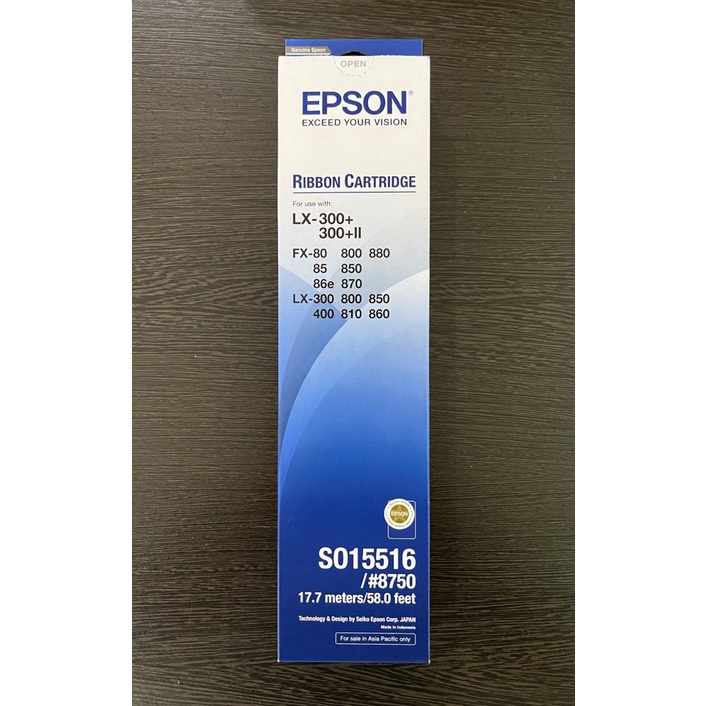 Genuine Epson
OPEN
EPSON®
EXCEED YOUR VISION
RIBBON CARTRIDGE
For use with:
LX-300+
300+II
FX-80 800 880
85 850
86e 870
LX-300 800 850
400 810 860
EPSON
S015516
/#8750
17.7 meters/58.0 feet
Technology & Design by Seiko Epson Corp. JAPAN
Made in Indonesia
For sale in Asia Pacific only